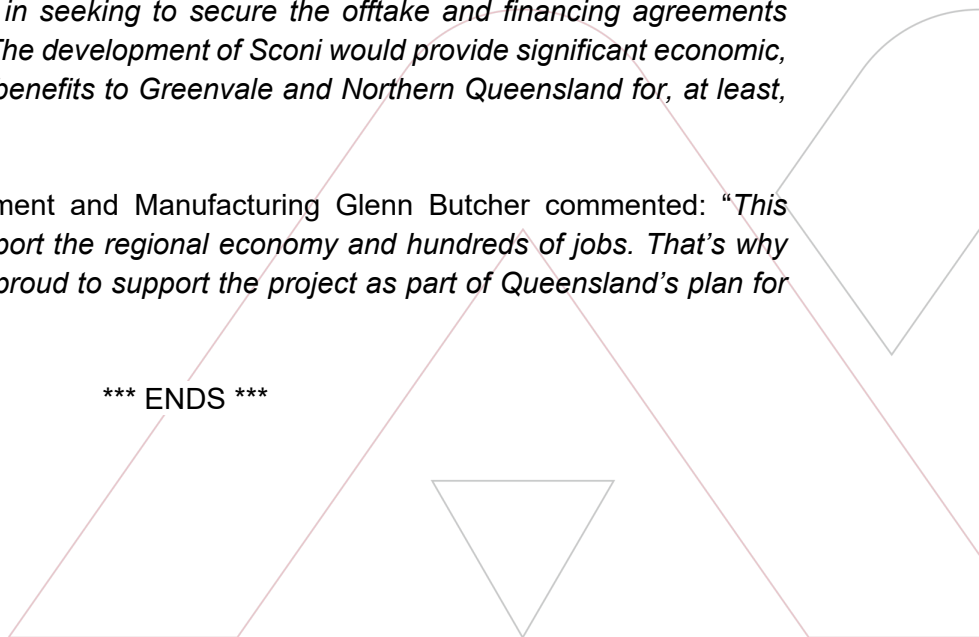 in seeking to secure the offtake and financing agreements
The development of Sconi would provide significant economic,
benefits to Greenvale and Northern Queensland for, at least,
ment and Manufacturing Glenn Butcher commented: “This
port the regional economy and hundreds of jobs. That’s why
proud to support the project as part of Queensland’s plan for
*** ENDS ***